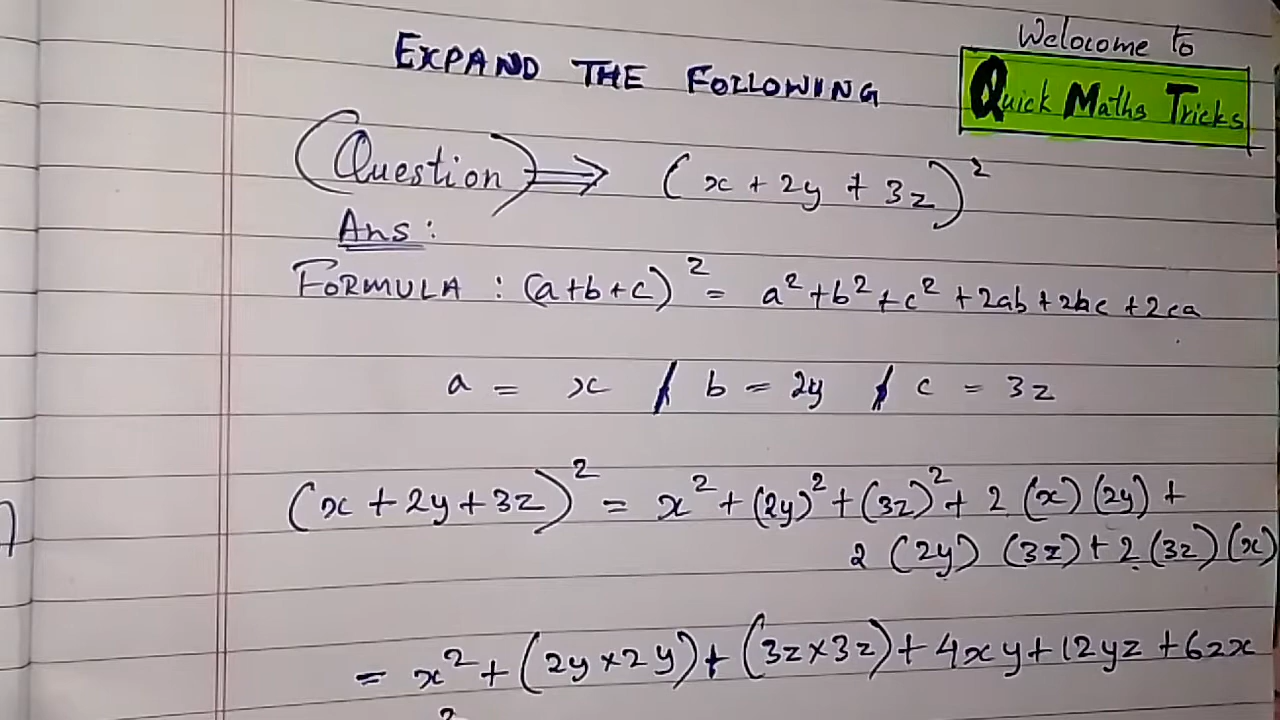 Welocome to
Quick Maths Tricks
EXPAND THE FOLLOWING
(Question) ⇒ (x + 2y + 3z)²
Ans :
FORMULA : (a+b+c)² = a² + b² + c² + 2ab + 2bc + 2ca
a = x / b = 2y / c = 3z
(x + 2y + 3z)² = x² + (2y)² + (3z)² + 2 (x) (2y) +
2 (2y) (3z) + 2 (3z) (x)
= x² + (2y × 2y) + (3z × 3z) + 4xy + 12yz + 6zx